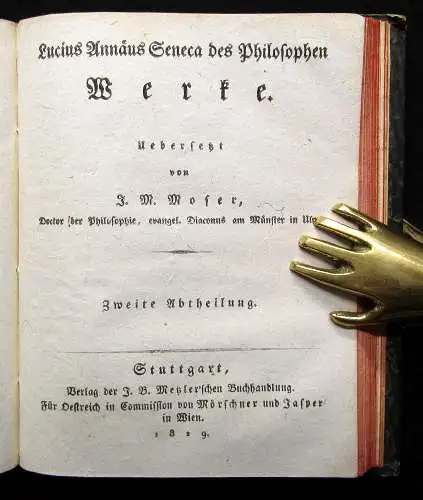 Lucius Annäus Seneca des Philosophen
Werke.
Uebersetzt
von
J. M. Moser,
Doctor der Philosophie, evangel. Diaconus am Münster in
Zweite Abtheilung.
Stuttgart,
Verlag der J. B. Metzler'schen Buchhandlung.
Für Oestreich in Commission von Mörschner und Jasper
in Wien.
1829.